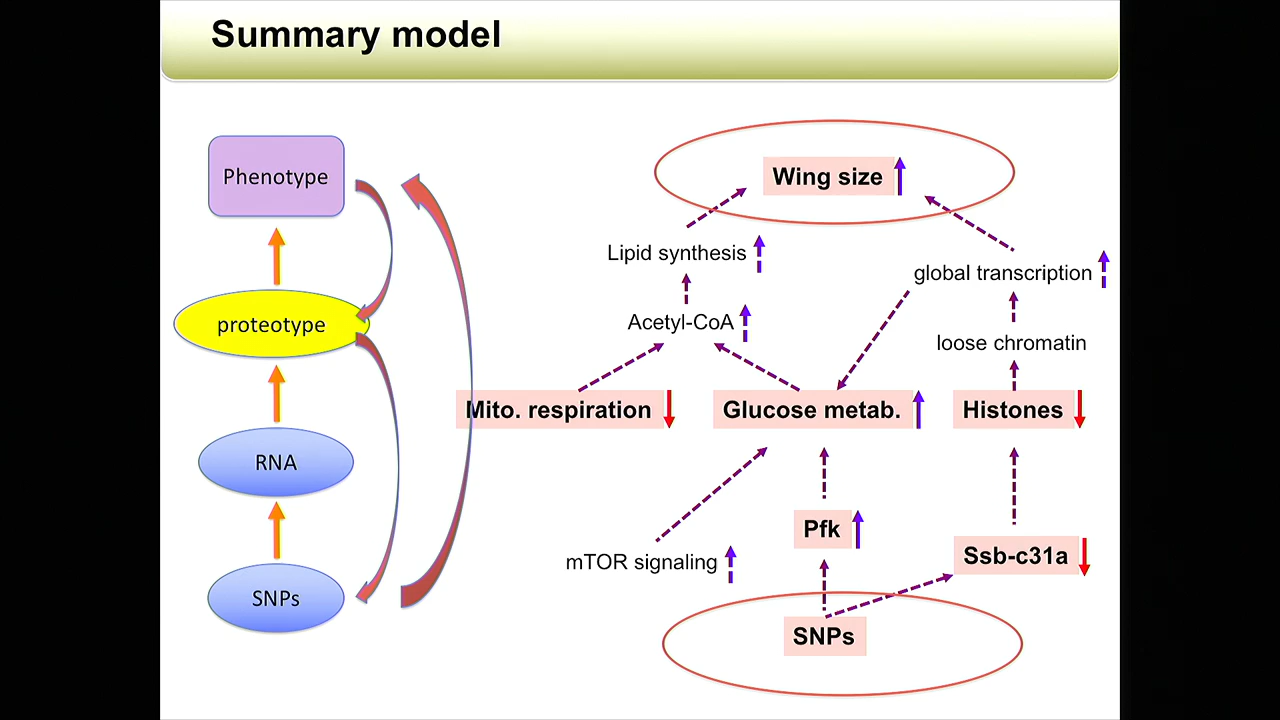 Summary model
Phenotype
proteotype
RNA
SNPs
Wing size
Lipid synthesis
global transcription
Acetyl-CoA
loose chromatin
Mito. respiration
Glucose metab.
Histones
Pfk
mTOR signaling
Ssb-c31a
SNPs